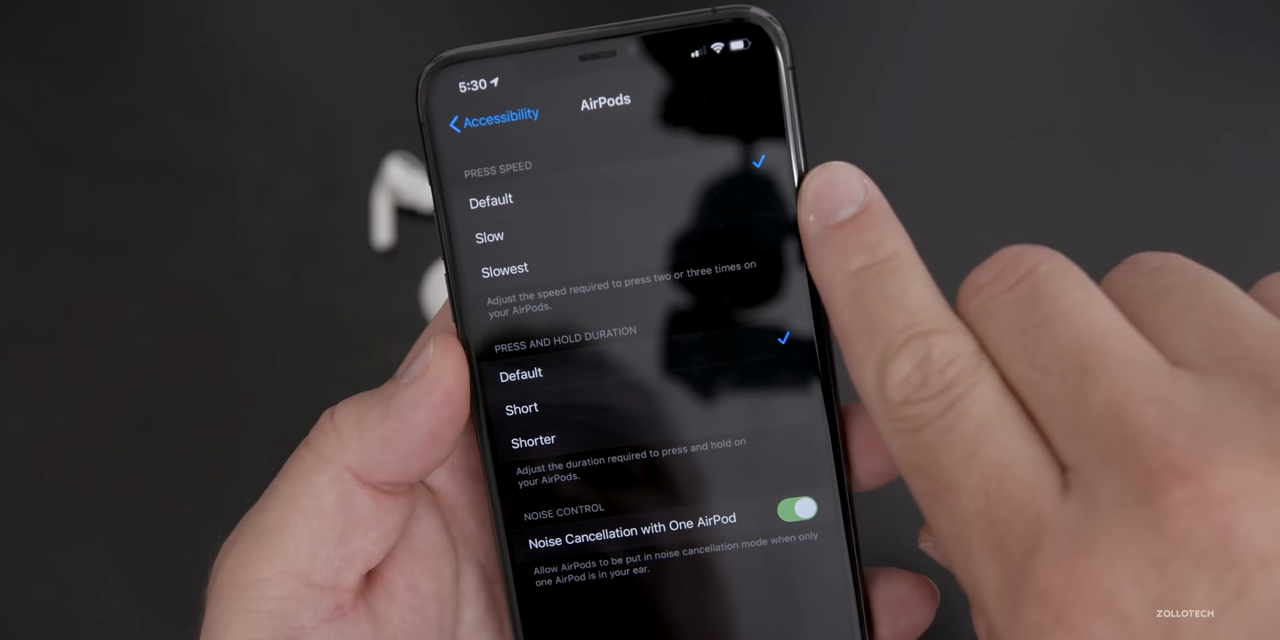 5:30
Accessibility
AirPods
PRESS SPEED
Default
Slow
Slowest
Adjust the speed required to press two or three times on
your AirPods.
PRESS AND HOLD DURATION
Default
Short
Shorter
Adjust the duration required to press and hold on
your AirPods.
NOISE CONTROL
Noise Cancellation with One AirPod
Allow AirPods to be put in noise cancellation mode when only
one AirPod is in your ear.
ZOLLOTECH